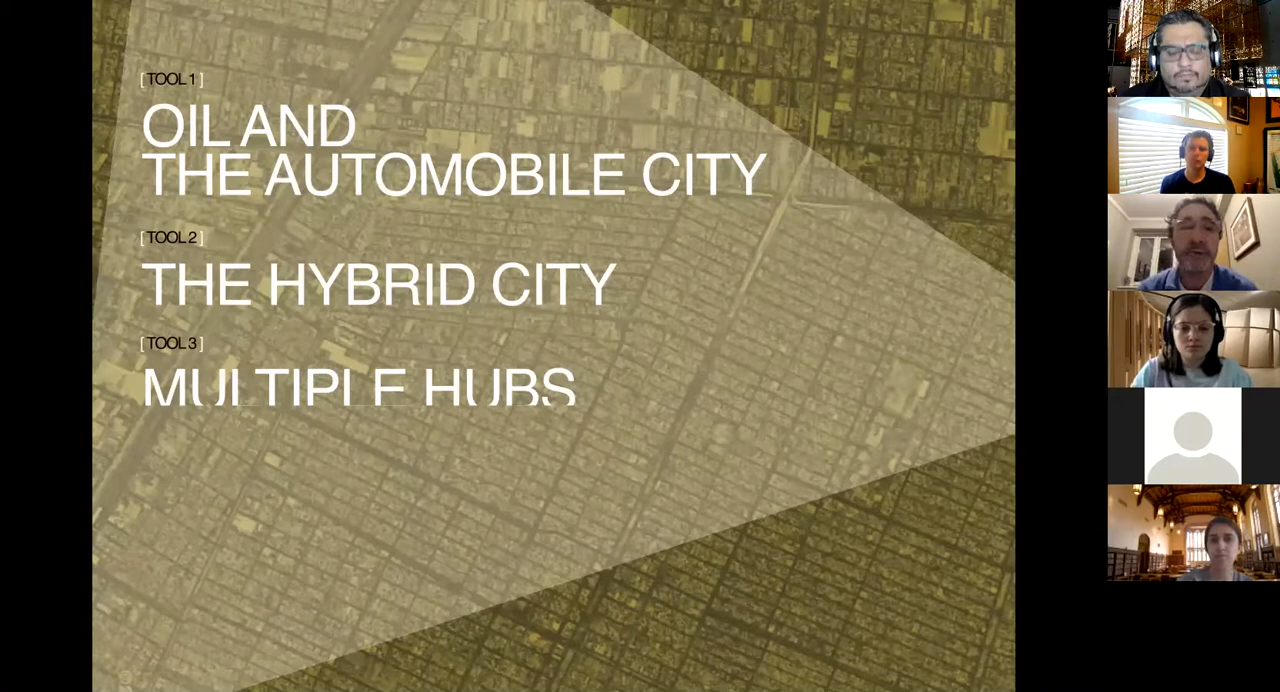 [ TOOL 1 ]
OIL AND
THE AUTOMOBILE CITY
[ TOOL 2 ]
THE HYBRID CITY
[ TOOL 3 ]
MULTIPLE HUBS